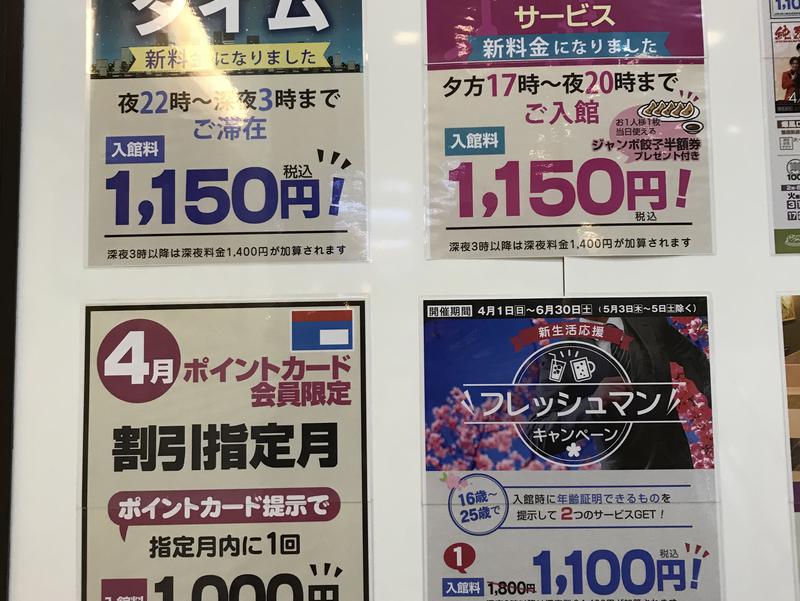 タイム
新料金になりました
夜22時～深夜3時まで
ご滞在
入館料
税込
1,150円!
深夜3時以降は深夜料金1,400円が加算されます
サービス
新料金になりました
夕方17時～夜20時まで
ご入館
お1人様1枚
当日使える
ジャンボ餃子半額券
プレゼント付き
入館料
1,150円!
税込
深夜3時以降は深夜料金1,400円が加算されます
4月
ポイントカード
会員限定
割引指定月
ポイントカード提示で
指定月内に1回
入館料
1,000円
開催期間 4月1日日～6月30日土（5月3日木～5日土除く）
新生活応援
フレッシュマン
キャンペーン
16歳～
25歳で
入館時に年齢証明できるものを
提示して2つのサービスGET！
1
入館料
1,800円
税込
1,100円!